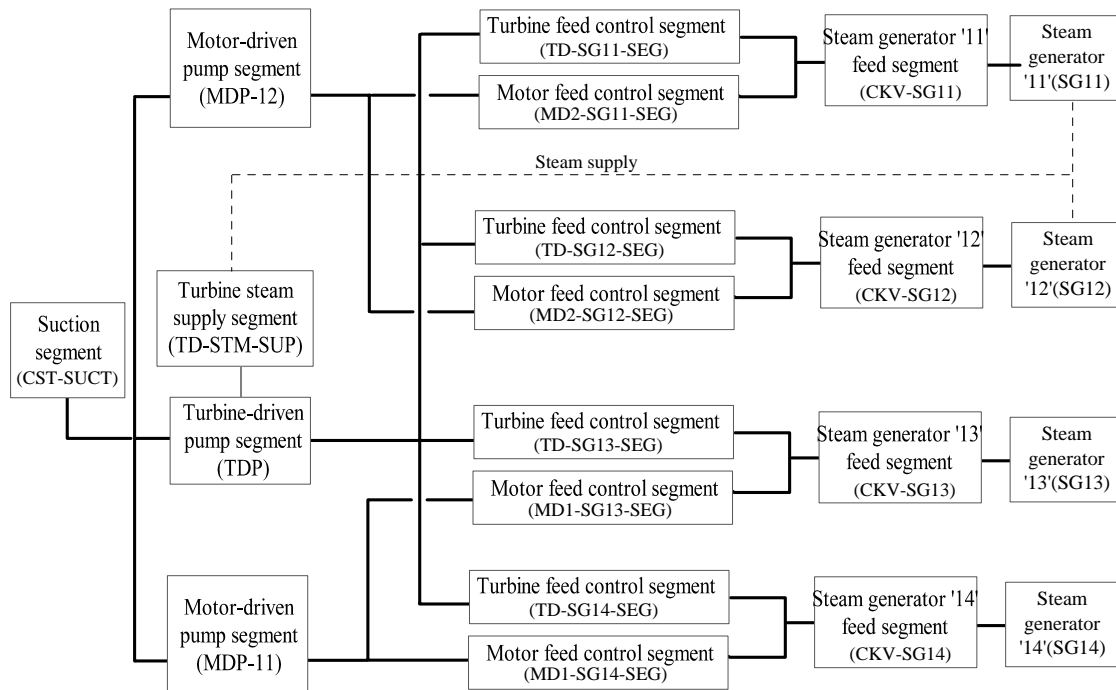 Motor-driven
pump segment
(MDP-12)
Turbine feed control segment
(TD-SG11-SEG)
Motor feed control segment
(MD2-SG11-SEG)
Steam generator '11'
feed segment
(CKV-SG11)
Steam
generator
'11'(SG11)
Steam supply
Turbine feed control segment
(TD-SG12-SEG)
Motor feed control segment
(MD2-SG12-SEG)
Steam generator '12'
feed segment
(CKV-SG12)
Steam
generator
'12'(SG12)
Suction
segment
(CST-SUCT)
Turbine steam
supply segment
(TD-STM-SUP)
Turbine-driven
pump segment
(TDP)
Turbine feed control segment
(TD-SG13-SEG)
Motor feed control segment
(MD1-SG13-SEG)
Steam generator '13'
feed segment
(CKV-SG13)
Steam
generator
'13'(SG13)
Motor-driven
pump segment
(MDP-11)
Turbine feed control segment
(TD-SG14-SEG)
Motor feed control segment
(MD1-SG14-SEG)
Steam generator '14'
feed segment
(CKV-SG14)
Steam
generator
'14'(SG14)